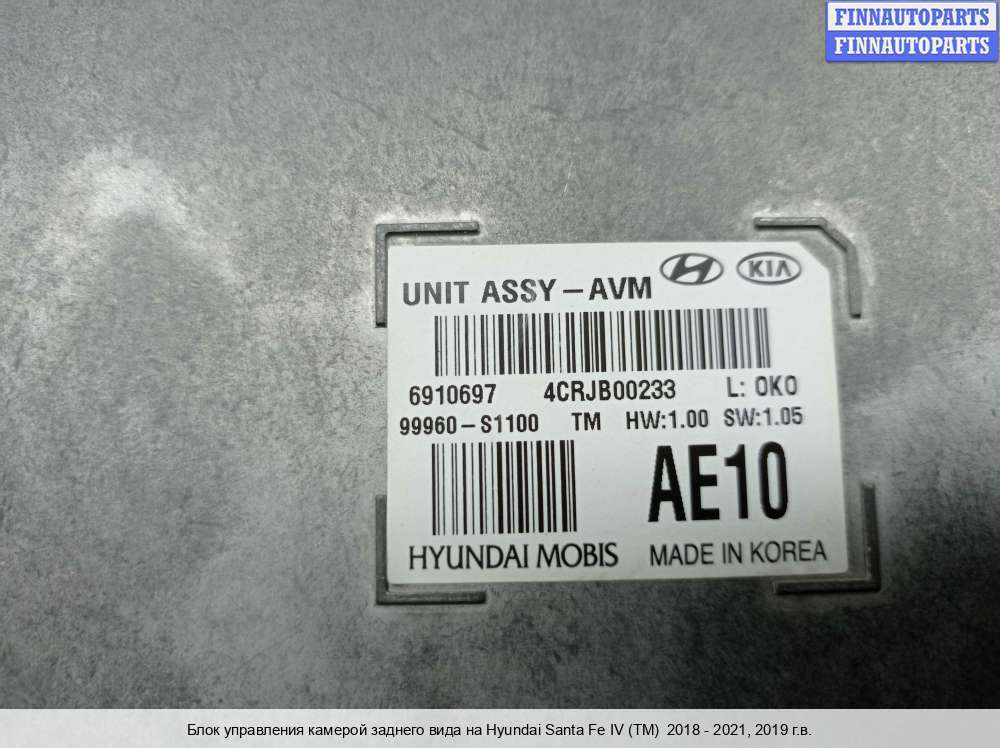 FINNAUTOPARTS
FINNAUTOPARTS
UNIT ASSY-AVM
KIA
6910697 4CRJB00233 L: OKO
99960-S1100 TM HW:1.00 SW:1.05
AE10
HYUNDAI MOBIS MADE IN KOREA
Блок управления камерой заднего вида на Hyundai Santa Fe IV (TM) 2018 - 2021, 2019 г.в.